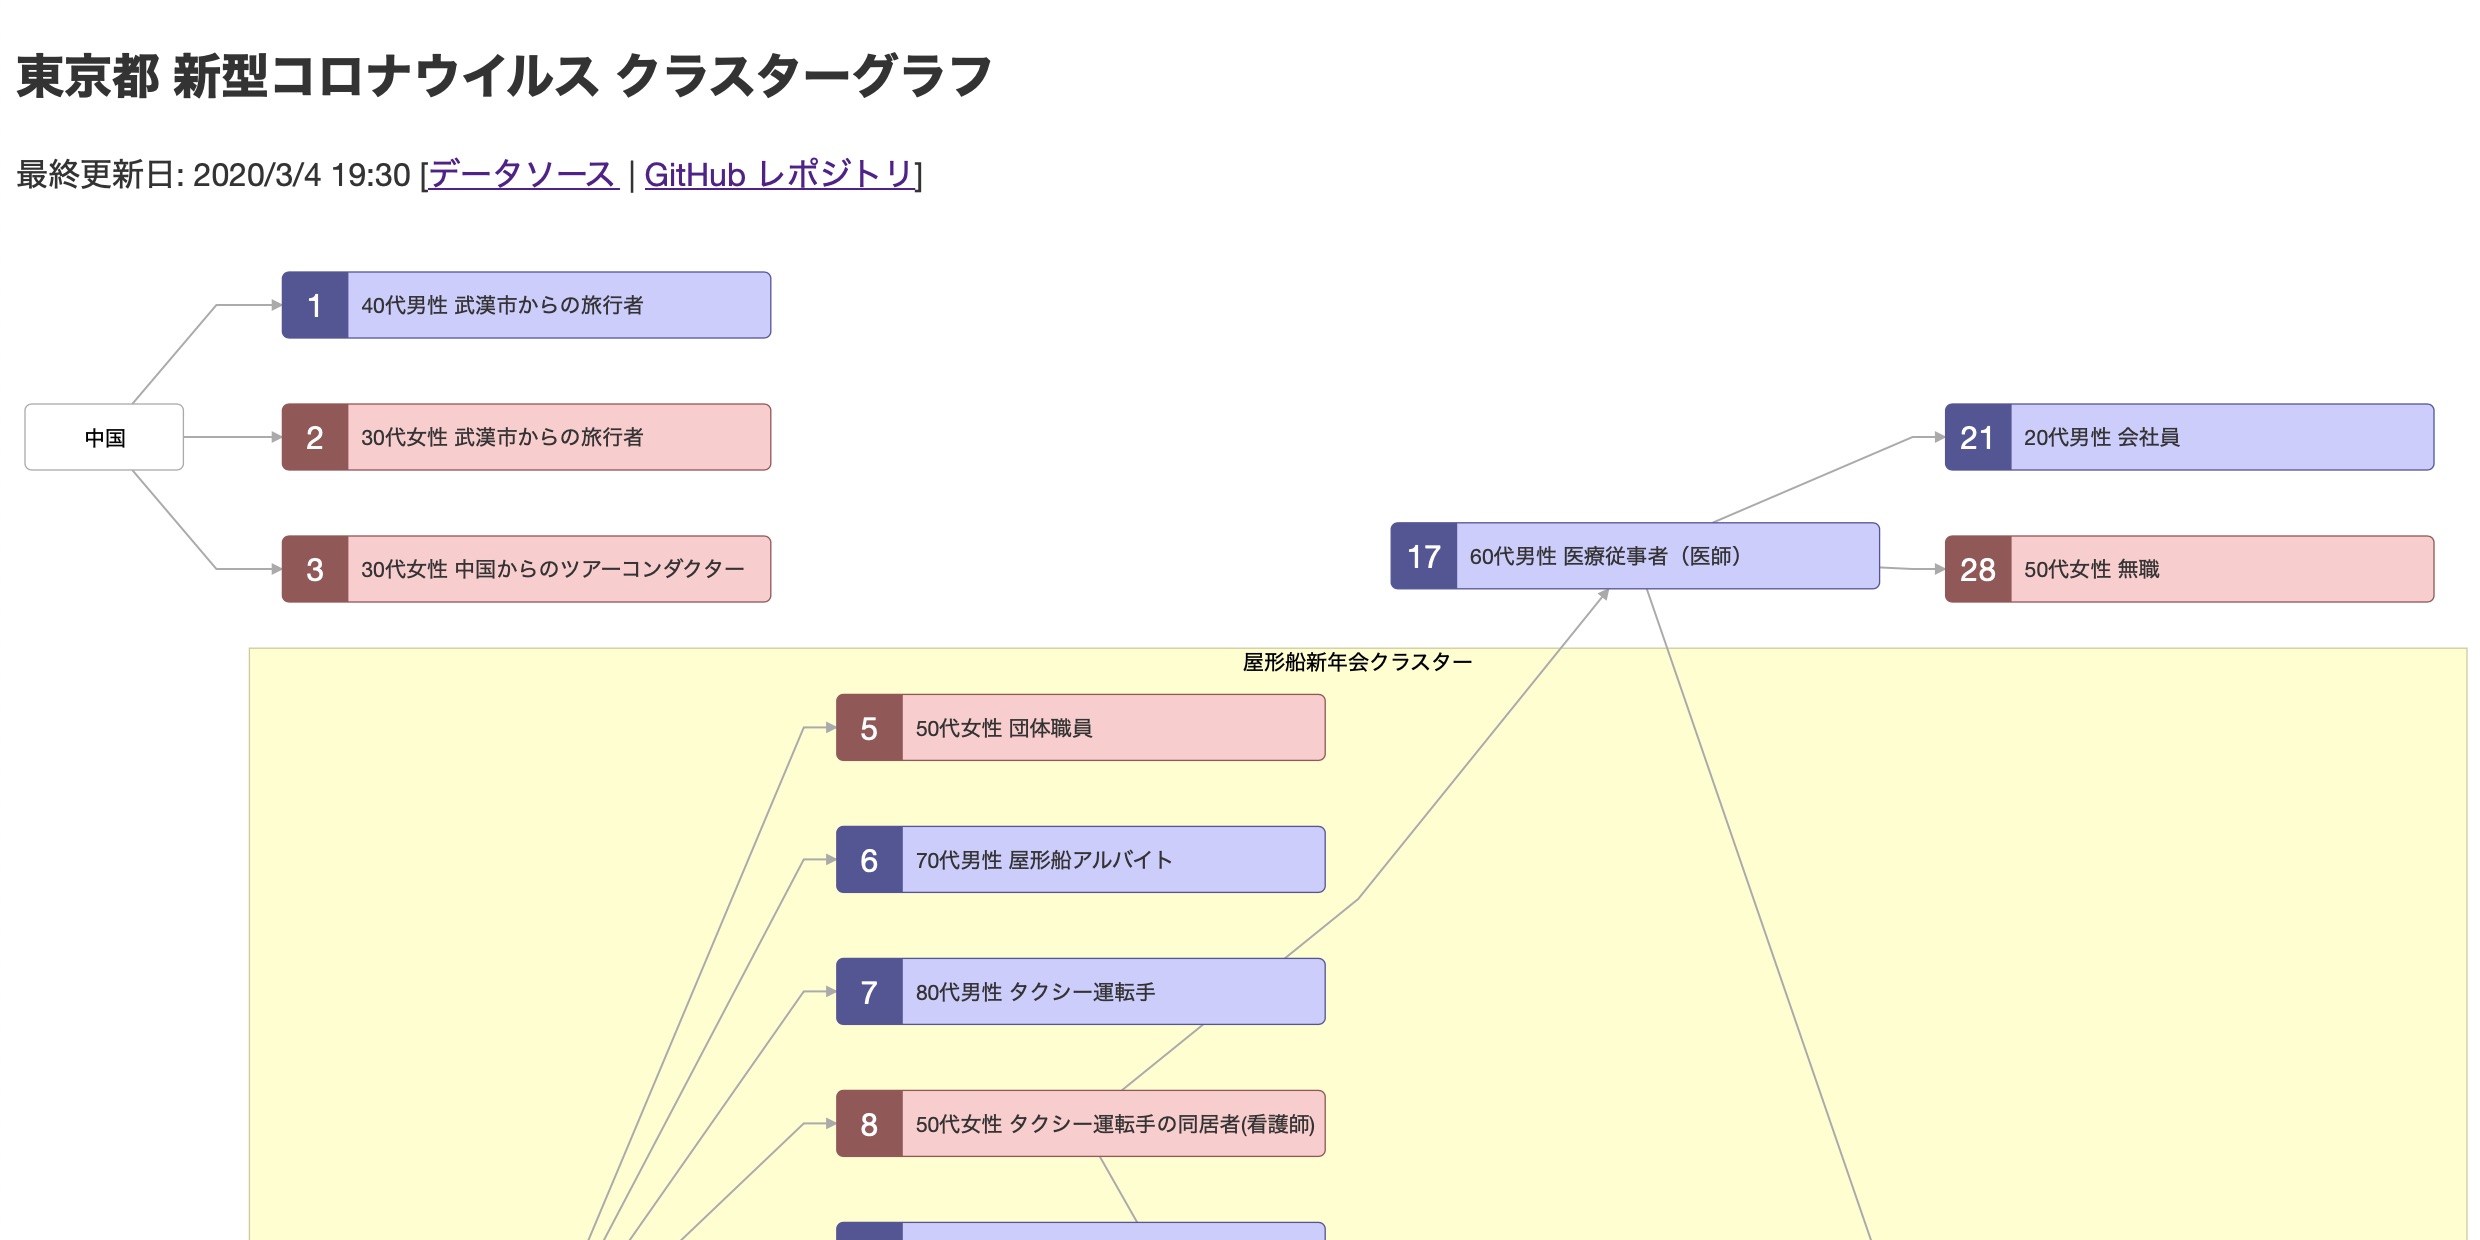 東京都 新型コロナウイルス クラスターグラフ
最終更新日: 2020/3/4 19:30 [データソース | GitHub レポジトリ]
1 40代男性 武漢市からの旅行者
中国
2 30代女性 武漢市からの旅行者
3 30代女性 中国からのツアーコンダクター
17 60代男性 医療従事者（医師）
21 20代男性 会社員
28 50代女性 無職
屋形船新年会クラスター
5 50代女性 団体職員
6 70代男性 屋形船アルバイト
7 80代男性 タクシー運転手
8 50代女性 タクシー運転手の同居者(看護師)